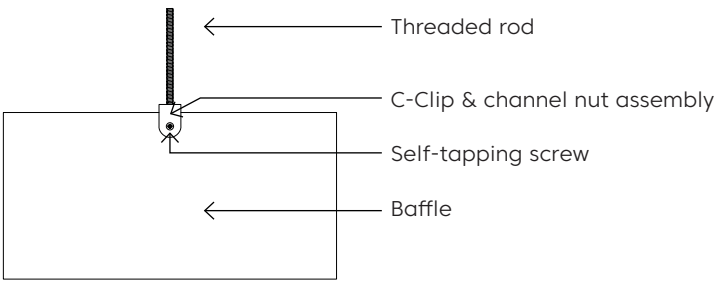 Threaded rod
C-Clip & channel nut assembly
Self-tapping screw
Baffle